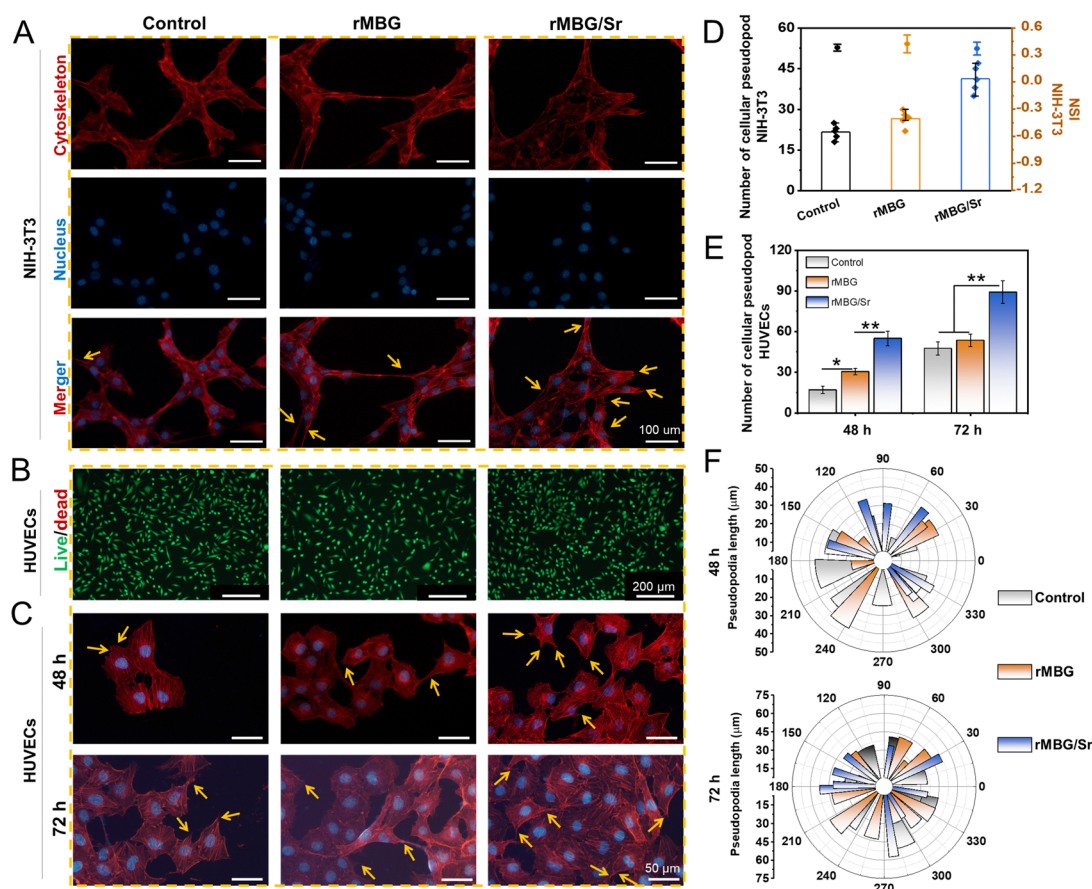 A
Control
rMBG
rMBG/Sr
NIH-3T3
Cytoskeleton
Nucleus
Merger
100 um
B
HUVECs
Live/dead
200 μm
C
HUVECs
48 h
72 h
50 μm
D
Number of cellular pseudopod
NIH-3T3
60
45
30
15
0
0.6
0.3
0.0
-0.3
-0.6
-0.9
-1.2
NSI
NIH-3T3
Control
rMBG
rMBG/Sr
E
Number of cellular pseudopod
HUVECs
120
90
60
30
0
Control
rMBG
rMBG/Sr
*
**
**
48 h
72 h
F
48 h
Pseudopodia length (μm)
50
40
30
20
10
10
20
30
40
50
90
60
30
0
330
300
270
240
210
180
150
120
Control
rMBG
rMBG/Sr
72 h
Pseudopodia length (μm)
75
60
45
30
15
15
30
45
60
75
90
60
30
0
330
300
270
240
210
180
150
120